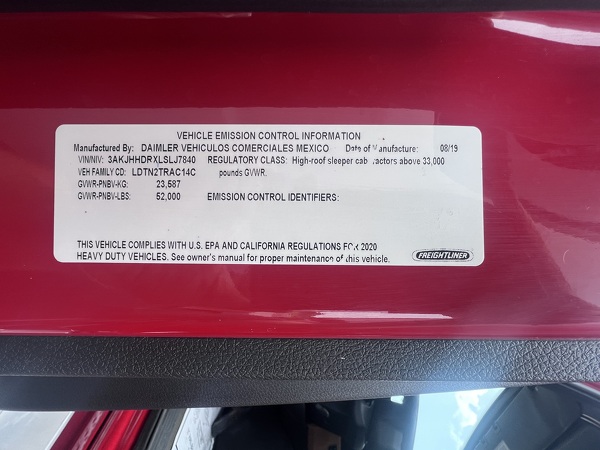 VEHICLE EMISSION CONTROL INFORMATION
Manufactured By: DAIMLER VEHICULOS COMERCIALES MEXICO Date of Manufacture: 08/19
VIN/NIV: 3AKJHHDRXLSLJ7840 REGULATORY CLASS: High-roof sleeper cab tractors above 33,000
VEH FAMILY CD: LDTN2TRAC14C pounds GVWR.
GVWR-PNBV-KG: 23,587
GVWR-PNBV-LBS: 52,000 EMISSION CONTROL IDENTIFIERS:
THIS VEHICLE COMPLIES WITH U.S. EPA AND CALIFORNIA REGULATIONS FOR 2020
HEAVY DUTY VEHICLES. See owner's manual for proper maintenance of this vehicle.
FREIGHTLINER